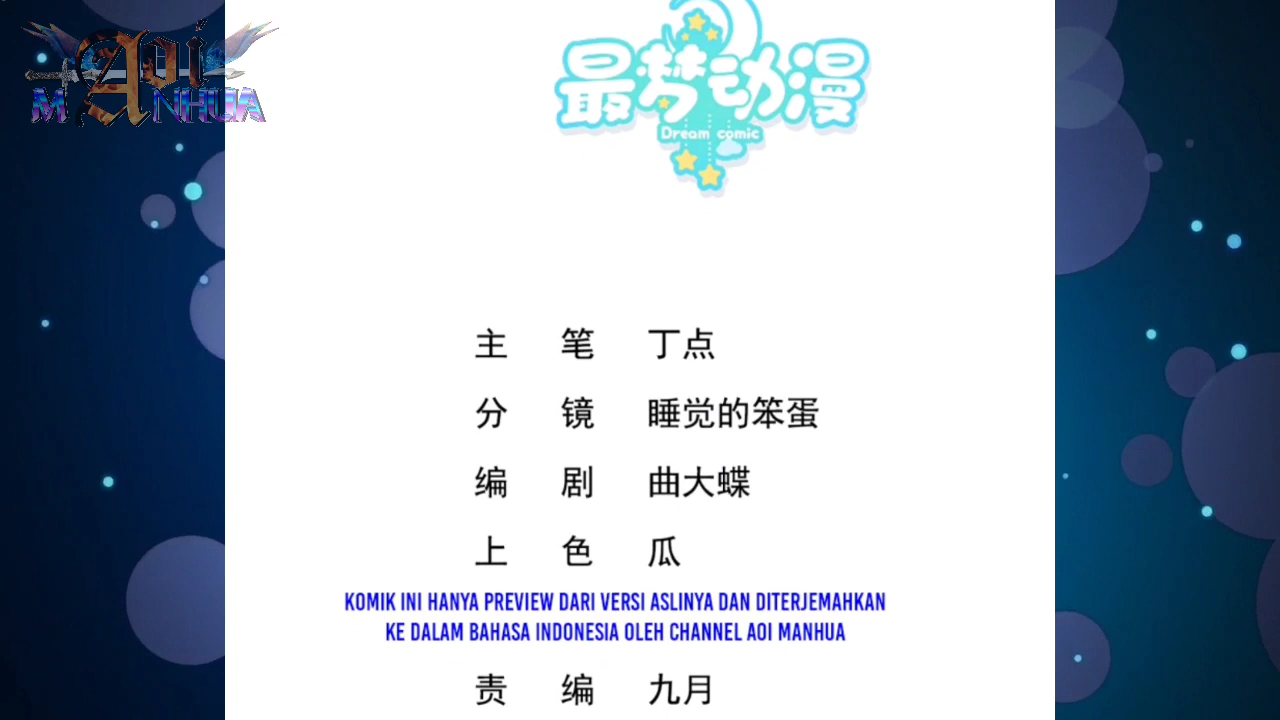 Aoi
MANHUA
最梦动漫
Dream comic
主 笔 丁点
分 镜 睡觉的笨蛋
编 剧 曲大蝶
上 色 瓜
KOMIK INI HANYA PREVIEW DARI VERSI ASLINYA DAN DITERJEMAHKAN
KE DALAM BAHASA INDONESIA OLEH CHANNEL AOI MANHUA
责 编 九月